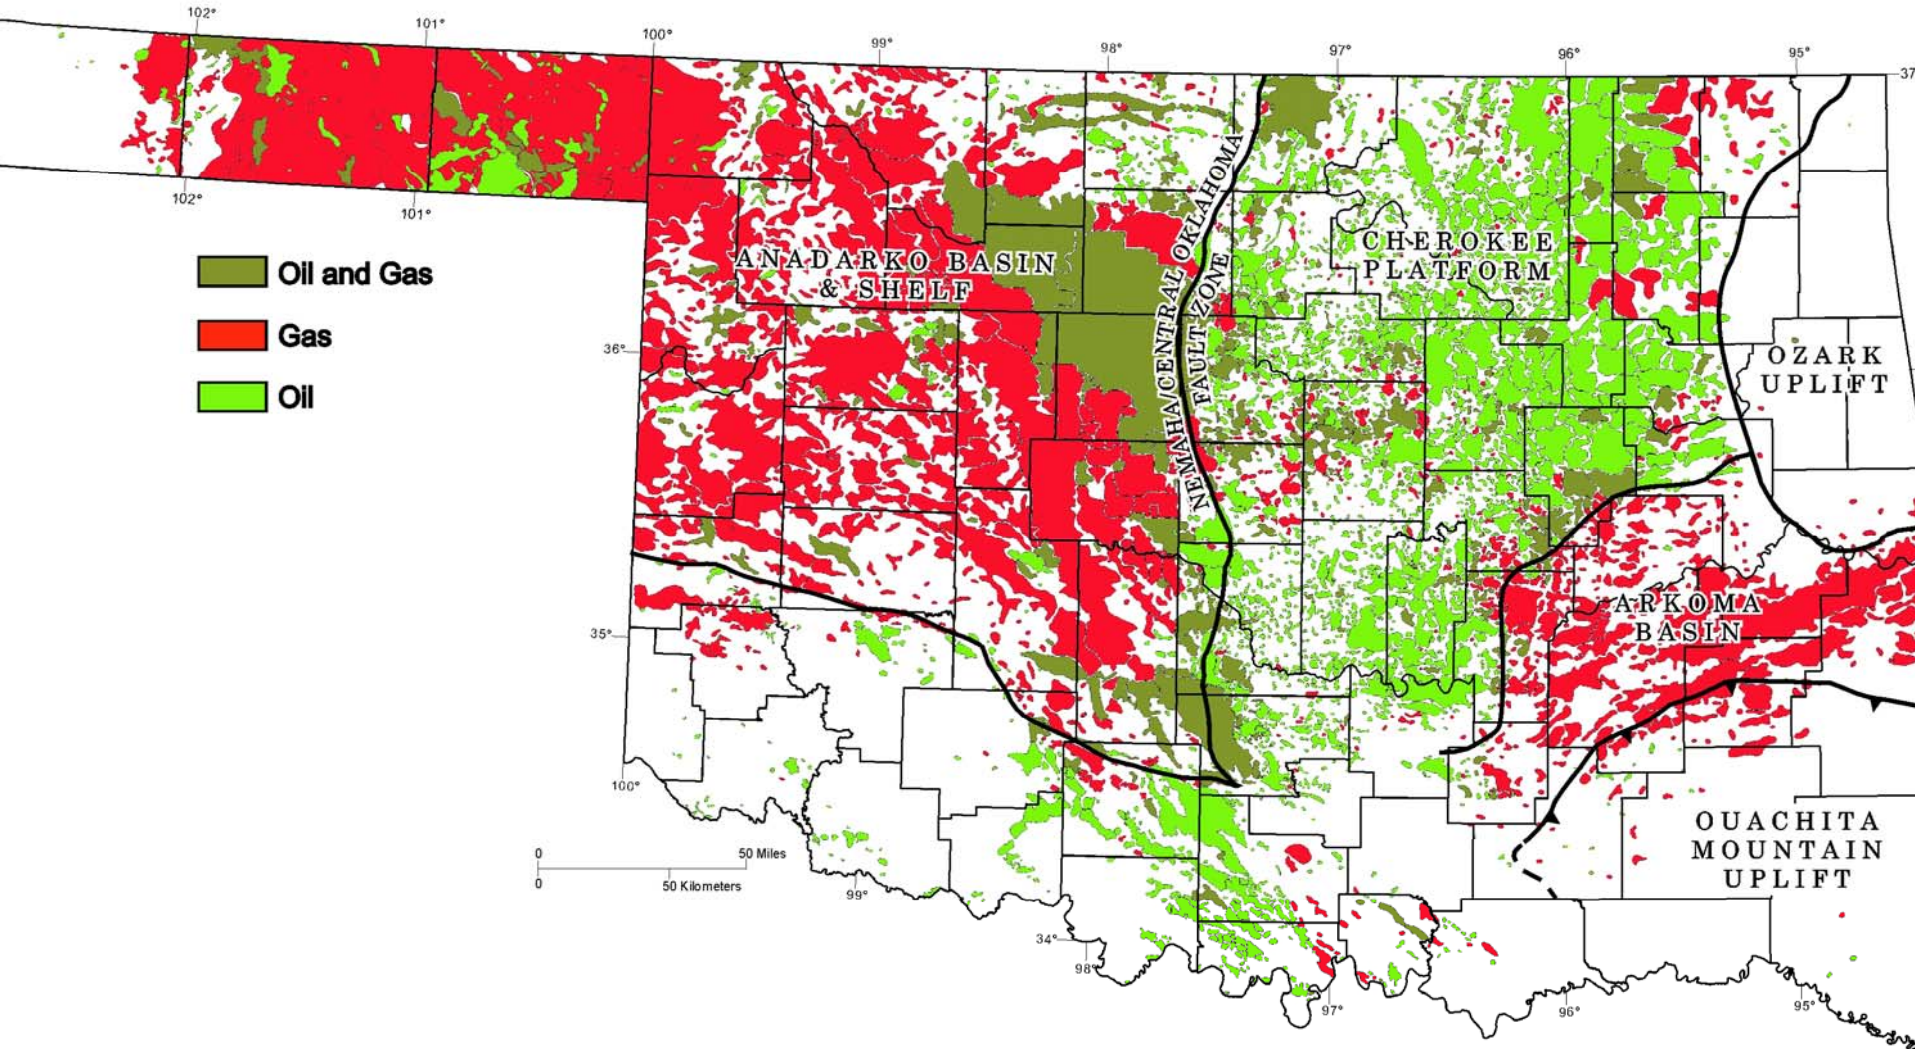 102°
101°
100°
99°
98°
97°
96°
95°
37
102°
101°
Oil and Gas
Gas
Oil
ANADARKO BASIN
& SHELF
NEMAHA/CENTRAL OKLAHOMA
FAULT ZONE
CHEROKEE
PLATFORM
36°
OZARK
UPLIFT
ARKOMA
BASIN
35°
100°
OUACHITA
MOUNTAIN
UPLIFT
0 50 Miles
0 50 Kilometers
99°
34°
98°
97°
96°
95°